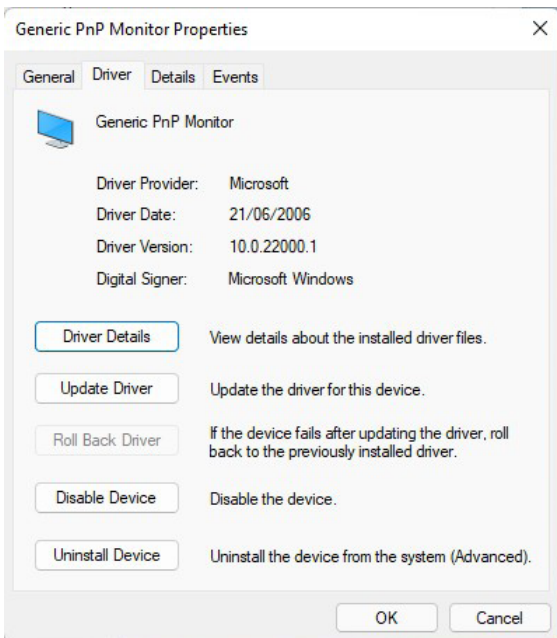 Generic PnP Monitor Properties
General Driver Details Events
Generic PnP Monitor
Driver Provider: Microsoft
Driver Date: 21/06/2006
Driver Version: 10.0.22000.1
Digital Signer: Microsoft Windows
Driver Details View details about the installed driver files.
Update Driver Update the driver for this device.
Roll Back Driver If the device fails after updating the driver, roll
back to the previously installed driver.
Disable Device Disable the device.
Uninstall Device Uninstall the device from the system (Advanced).
OK Cancel